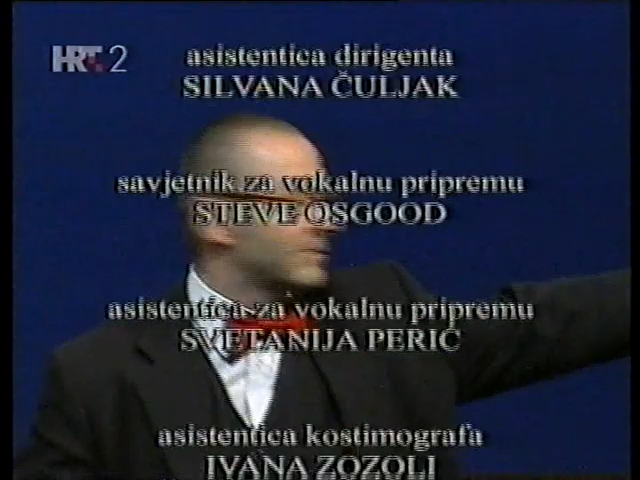 HRT 2
asistentica dirigenta
SILVANA ČULJAK
savjetnik za vokalnu pripremu
STEVE OSGOOD
asistentica za vokalnu pripremu
SVETANIJA PERIĆ
asistentica kostimografa
IVANA ZOZOLI